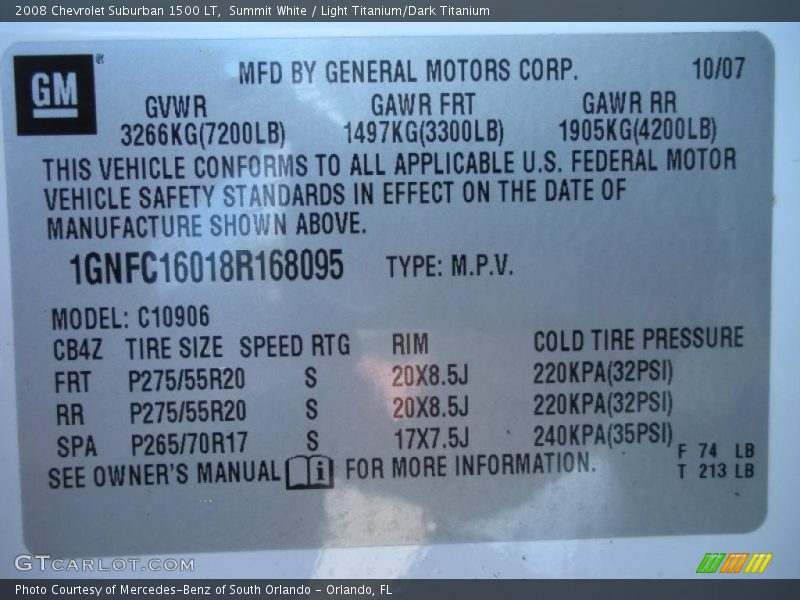 2008 Chevrolet Suburban 1500 LT,  Summit White / Light Titanium/Dark Titanium
GM ®
MFD BY GENERAL MOTORS CORP. 10/07
GVWR GAWR FRT GAWR RR
3266KG(7200LB) 1497KG(3300LB) 1905KG(4200LB)
THIS VEHICLE CONFORMS TO ALL APPLICABLE U.S. FEDERAL MOTOR
VEHICLE SAFETY STANDARDS IN EFFECT ON THE DATE OF
MANUFACTURE SHOWN ABOVE.
1GNFC16018R168095 TYPE: M.P.V.
MODEL: C10906
CB4Z TIRE SIZE SPEED RTG RIM COLD TIRE PRESSURE
FRT P275/55R20 S 20X8.5J 220KPA(32PSI)
RR P275/55R20 S 20X8.5J 220KPA(32PSI)
SPA P265/70R17 S 17X7.5J 240KPA(35PSI)
F 74 LB
SEE OWNER'S MANUAL i FOR MORE INFORMATION.
T 213 LB
GTcarlot.com
Photo Courtesy of Mercedes-Benz of South Orlando - Orlando, FL